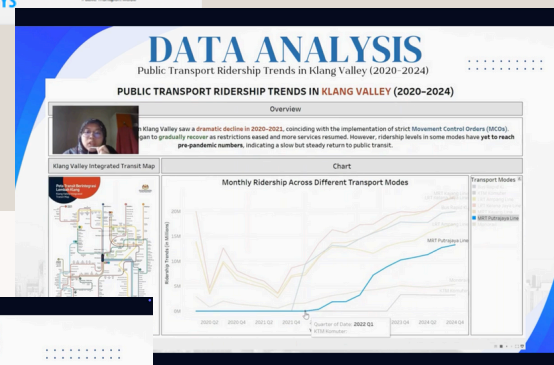 YS
DATA ANALYSIS
Public Transport Ridership Trends in Klang Valley (2020-2024)
PUBLIC TRANSPORT RIDERSHIP TRENDS IN KLANG VALLEY (2020–2024)
Overview
Klang Valley saw a dramatic decline in 2020–2021, coinciding with the implementation of strict Movement Control Orders (MCOs).
gan to gradually recover as restrictions eased and more services resumed. However, ridership levels in some modes have yet to reach
pre-pandemic numbers, indicating a slow but steady return to public transit.
Klang Valley Integrated Transit Map
Chart
Monthly Ridership Across Different Transport Modes
Transport Modes
MRT Putrajaya Line
MRT Putrajaya Line
Ridership Trends (in Millions)
20M
10M
5M
0M
2020 Q2
2020 Q4
2021 Q2
2021 Q4
2023 Q4
2024 Q2
2024 Q4
Quarter of Date: 2022 Q1